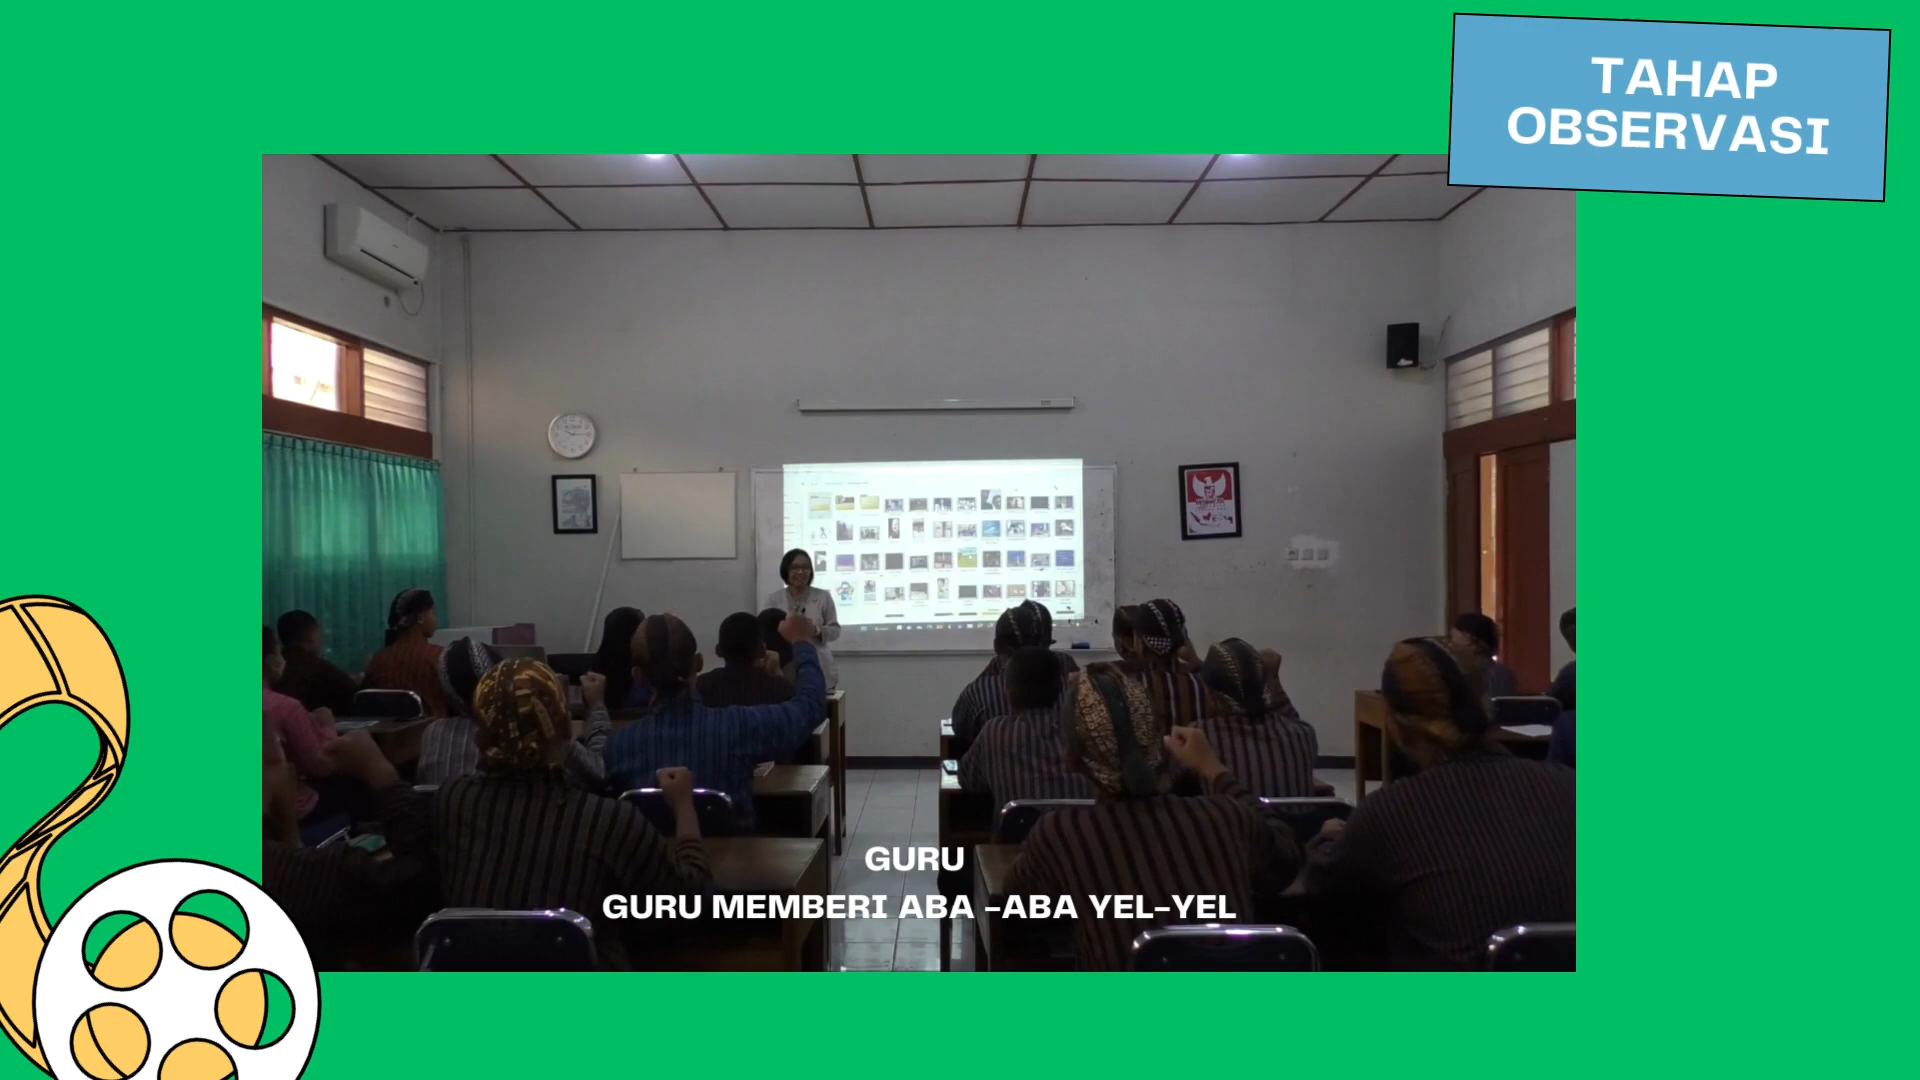 TAHAP
OBSERVASI
GURU
GURU MEMBERI ABA -ABA YEL-YEL